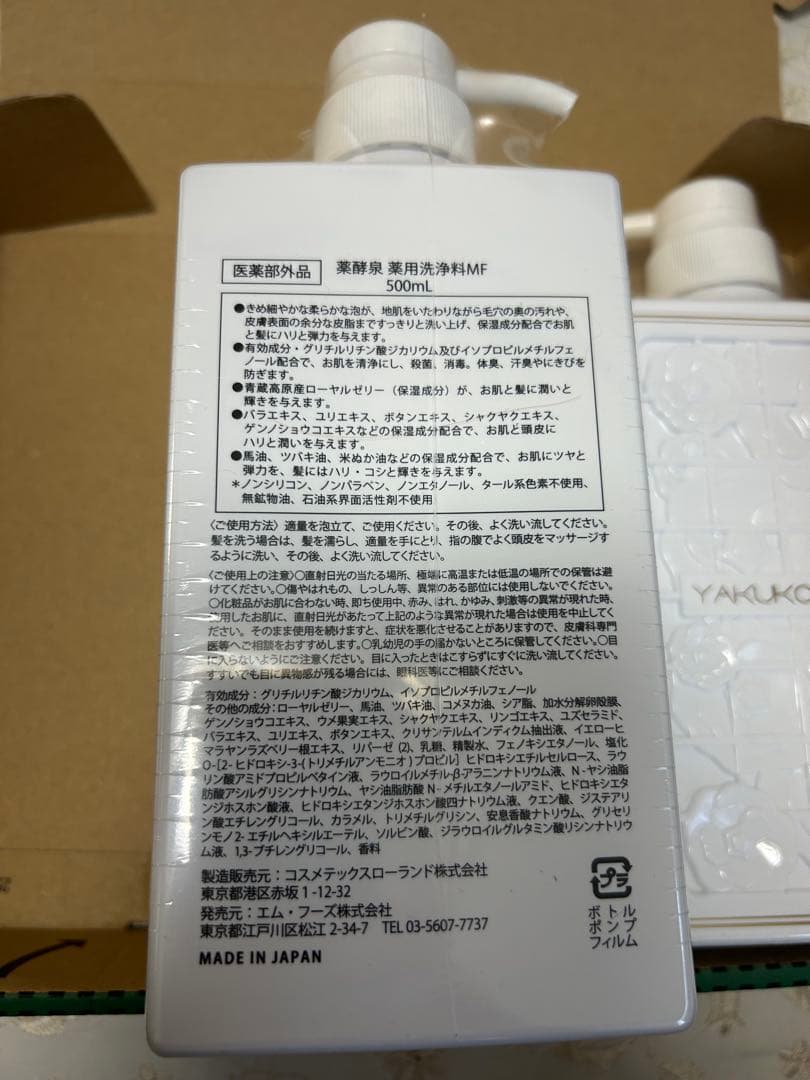 医薬部外品 薬酵泉 薬用洗浄料MF
500mL
●きめ細やかな柔らかな泡が、地肌をいたわりながら毛穴の奥の汚れや、
皮膚表面の余分な皮脂まですっきりと洗い上げ、保湿成分配合でお肌
と髪にハリと弾力を与えます。
●有効成分・グリチルリチン酸ジカリウム及びイソプロピルメチルフェ
ノール配合で、お肌を清浄にし、殺菌、消毒。体臭、汗臭やにきびを
防ぎます。
●青蔵高原産ローヤルゼリー（保湿成分）が、お肌と髪に潤いと
輝きを与えます。
●バラエキス、ユリエキス、ボタンエキス、シャクヤクエキス、
ゲンノショウコエキスなどの保湿成分配合で、お肌と頭皮に
ハリと潤いを与えます。
●馬油、ツバキ油、米ぬか油などの保湿成分配合で、お肌にツヤと
弾力を、髪にはハリ・コシと輝きを与えます。
＊ノンシリコン、ノンパラベン、ノンエタノール、タール系色素不使用、
無鉱物油、石油系界面活性剤不使用
〈ご使用方法〉適量を泡立て、ご使用ください。その後、よく洗い流してください。
髪を洗う場合は、髪を濡らし、適量を手にとり、指の腹でよく頭皮をマッサージす
るように洗い、その後、よく洗い流してください。
〈ご使用上の注意〉〇直射日光の当たる場所、極端に高温または低温の場所での保管は避
けてください。〇傷やはれもの、しっしん等、異常のある部位には使用しないでください。
〇化粧品がお肌に合わない時、即ち使用中、赤み、はれ、かゆみ、刺激等の異常が現れた時、
使用したお肌に、直射日光があたって上記のような異常が現れた場合は使用を中止してく
ださい。そのまま使用を続けますと、症状を悪化させることがありますので、皮膚科専門
医等へご相談をおすすめします。〇乳幼児の手の届かないところに保管してください。〇目
に入らないようにご注意ください。目に入ったときはこすらずにすぐに洗い流してください。
すすいでも目に異物感が残る場合には、眼科医等にご相談ください。
有効成分：グリチルリチン酸ジカリウム、イソプロピルメチルフェノール
その他の成分：ローヤルゼリー、馬油、ツバキ油、コメヌカ油、シア脂、加水分解卵殻膜、
ゲンノショウコエキス、ウメ果実エキス、シャクヤクエキス、リンゴエキス、ユズセラミド、
バラエキス、ユリエキス、ボタンエキス、クリサンテルムインディクム抽出液、イエローヒ
マラヤンラズベリー根エキス、リパーゼ (2)、乳糖、精製水、フェノキシエタノール、塩化
O-[2-ヒドロキシ-3-(トリメチルアンモニオ)プロピル]ヒドロキシエチルセルロース、ラウ
リン酸アミドプロピルベタイン液、ラウロイルメチル-β-アラニンナトリウム液、N-ヤシ油脂
肪酸アシルグリシンナトリウム、ヤシ油脂肪酸N-メチルエタノールアミド、ヒドロキシエタ
ンジホスホン酸液、ヒドロキシエタンジホスホン酸四ナトリウム液、クエン酸、ジステアリ
ン酸エチレングリコール、カラメル、トリメチルグリシン、安息香酸ナトリウム、グリセリ
ンモノ2-エチルヘキシルエーテル、ソルビン酸、ジラウロイルグルタミン酸リシンナトリウ
ム液、1,3-ブチレングリコール、香料
製造販売元：コスメテックスローランド株式会社
東京都港区赤坂1-12-32
発売元：エム・フーズ株式会社
東京都江戸川区松江2-34-7 TEL 03-5607-7737
MADE IN JAPAN
プラ
ボトル
ポンプ
フィルム
YAKUKO